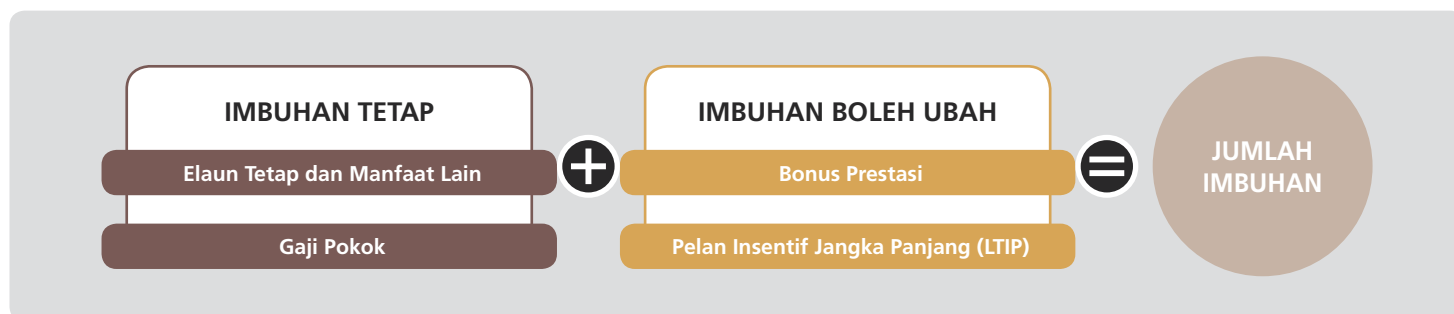 IMBUHAN TETAP
Elaun Tetap dan Manfaat Lain
Gaji Pokok
+
IMBUHAN BOLEH UBAH
Bonus Prestasi
Pelan Insentif Jangka Panjang (LTIP)
=
JUMLAH
IMBUHAN